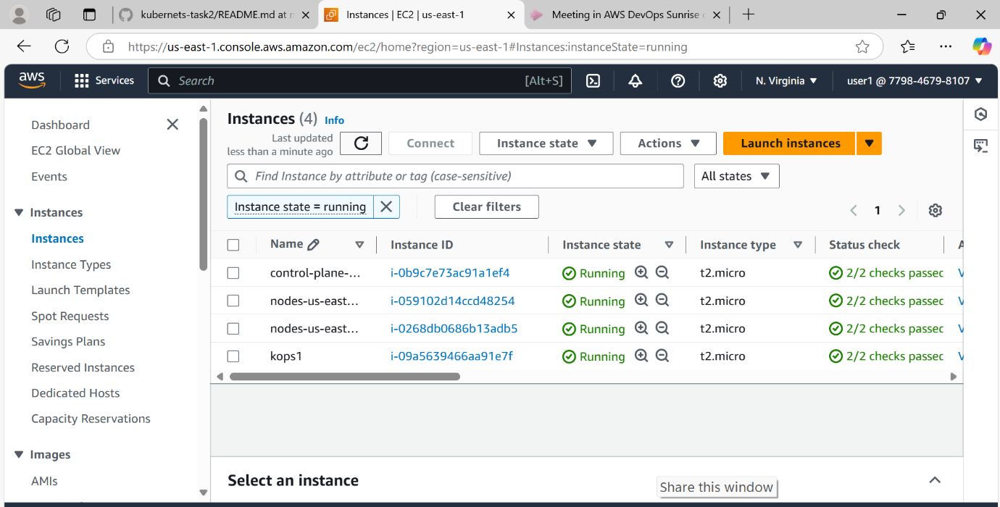 kubernets-task2/README.md at
Instances | EC2 | us-east-1
Meeting in AWS DevOps Sunrise
https://us-east-1.console.aws.amazon.com/ec2/home?region=us-east-1#Instances:instanceState=running
aws
Services
Search
[Alt+S]
N. Virginia
user1 @ 7798-4679-8107
Dashboard
EC2 Global View
Events
Instances
Instances
Instance Types
Launch Templates
Spot Requests
Savings Plans
Reserved Instances
Dedicated Hosts
Capacity Reservations
Images
AMIs
Instances (4) Info
Last updated
less than a minute ago
Connect
Instance state
Actions
Launch instances
Find Instance by attribute or tag (case-sensitive)
All states
Instance state = running
Clear filters
1
Name Instance ID Instance state Instance type Status check A
control-plane-... i-0b9c7e73ac91a1ef4 Running t2.micro 2/2 checks passec V
nodes-us-east... i-059102d14ccd48254 Running t2.micro 2/2 checks passec V
nodes-us-east... i-0268db0686b13adb5 Running t2.micro 2/2 checks passec V
kops1 i-09a5639466aa91e7f Running t2.micro 2/2 checks passec V
Select an instance
Share this window